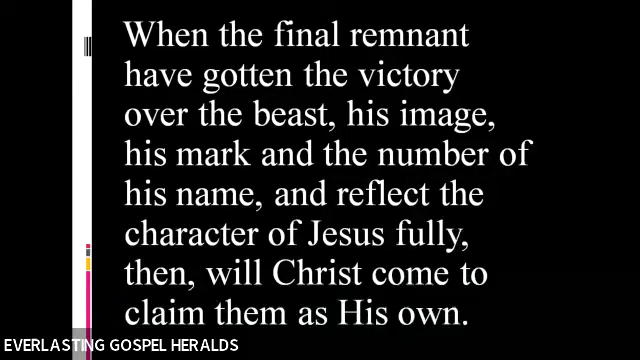 When the final remnant
have gotten the victory
over the beast, his image,
his mark and the number of
his name, and reflect the
character of Jesus fully,
then, will Christ come to
claim them as His own.
EVERLASTING GOSPEL HERALDS